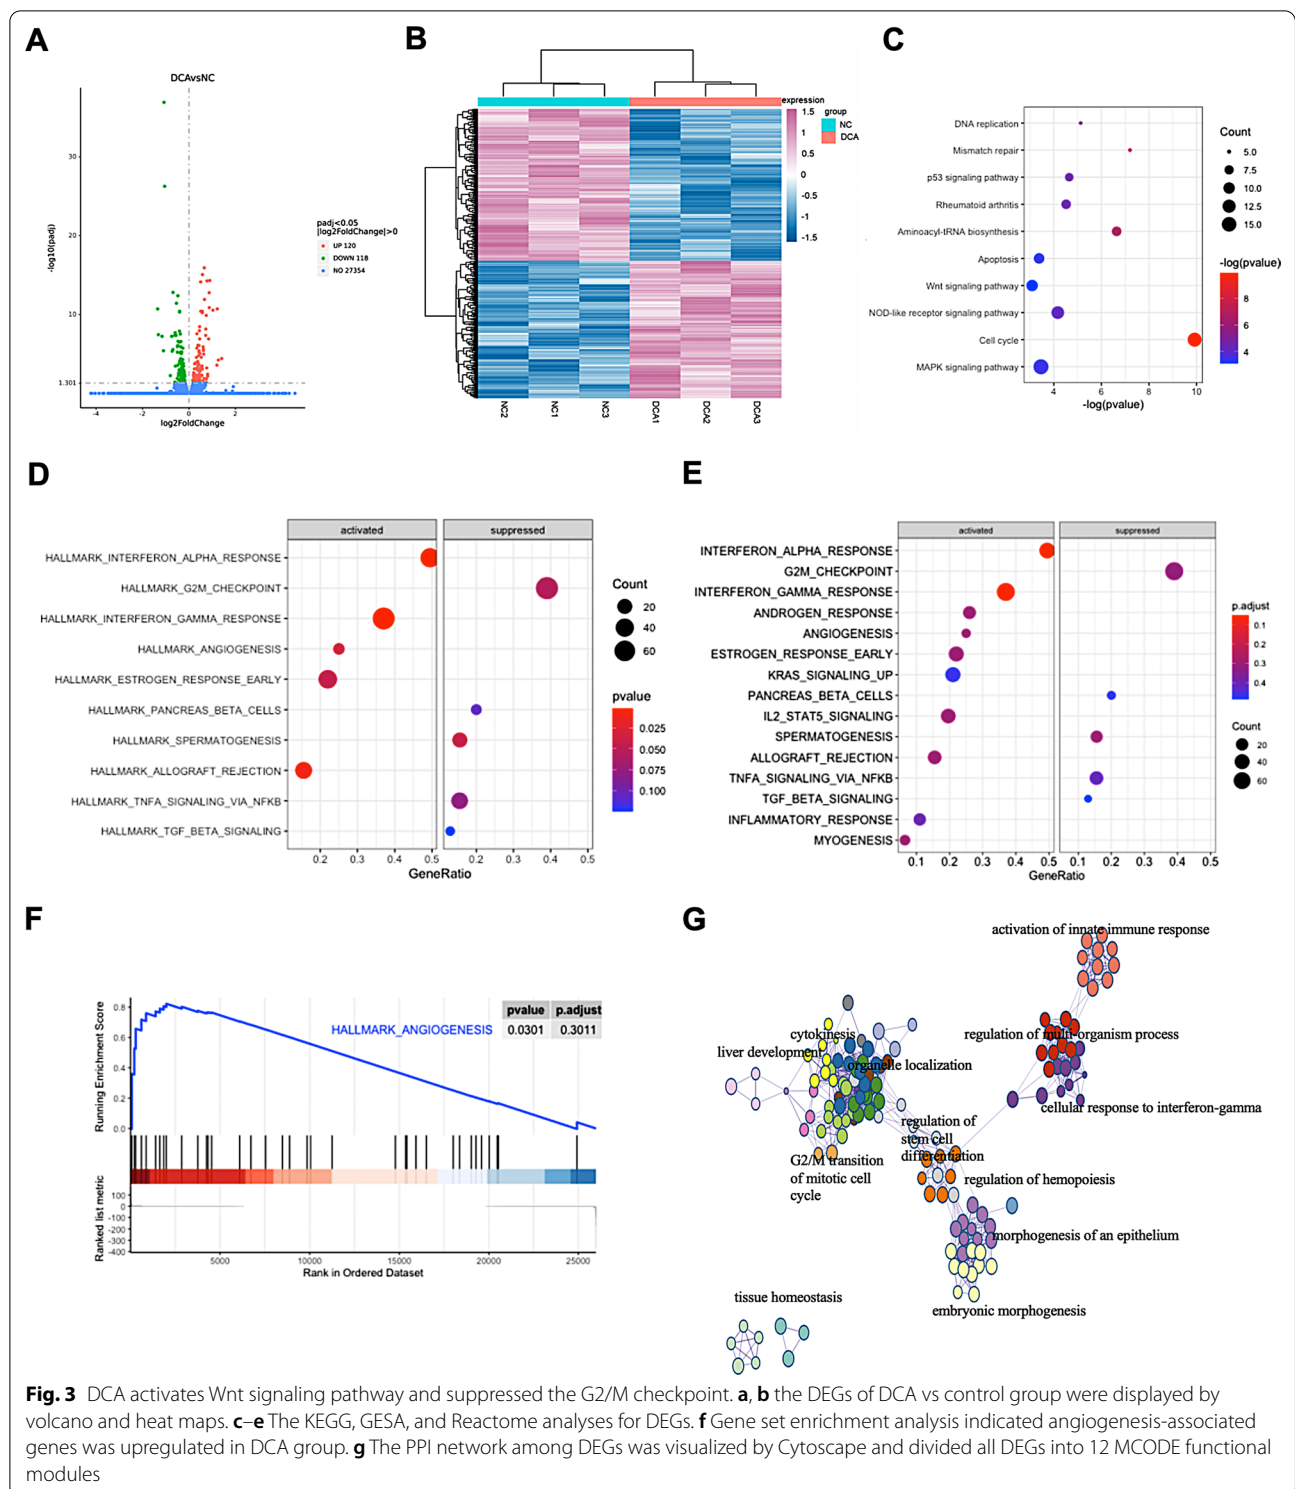 A
DCAvsNC
-log10(padj)
30
20
10
1.301
-4
-2
0
2
log2FoldChange
padj<0.05
|log2FoldChange|>0
UP 120
DOWN 118
NO 27354
B
expression
1.5
1
0.5
0
-0.5
-1
-1.5
group
NC
DCA
NC2
NC1
NC3
DCA1
DCA2
DCA3
C
DNA replication
Mismatch repair
p53 signaling pathway
Rheumatoid arthritis
Aminoacyl-tRNA biosynthesis
Apoptosis
Wnt signaling pathway
NOD-like receptor signaling pathway
Cell cycle
MAPK signaling pathway
4
6
8
10
-log(pvalue)
Count
5.0
7.5
10.0
12.5
15.0
-log(pvalue)
8
6
4
D
activated
suppressed
HALLMARK_INTERFERON_ALPHA_RESPONSE
HALLMARK_G2M_CHECKPOINT
HALLMARK_INTERFERON_GAMMA_RESPONSE
HALLMARK_ANGIOGENESIS
HALLMARK_ESTROGEN_RESPONSE_EARLY
HALLMARK_PANCREAS_BETA_CELLS
HALLMARK_SPERMATOGENESIS
HALLMARK_ALLOGRAFT_REJECTION
HALLMARK_TNFA_SIGNALING_VIA_NFKB
HALLMARK_TGF_BETA_SIGNALING
0.2
0.3
0.4
0.5
0.2
0.3
0.4
0.5
GeneRatio
Count
20
40
60
pvalue
0.025
0.050
0.075
0.100
E
activated
suppressed
INTERFERON_ALPHA_RESPONSE
G2M_CHECKPOINT
INTERFERON_GAMMA_RESPONSE
ANDROGEN_RESPONSE
ANGIOGENESIS
ESTROGEN_RESPONSE_EARLY
KRAS_SIGNALING_UP
PANCREAS_BETA_CELLS
IL2_STAT5_SIGNALING
SPERMATOGENESIS
ALLOGRAFT_REJECTION
TNFA_SIGNALING_VIA_NFKB
TGF_BETA_SIGNALING
INFLAMMATORY_RESPONSE
MYOGENESIS
0.1
0.2
0.3
0.4
0.5
0.1
0.2
0.3
0.4
0.5
GeneRatio
p.adjust
0.1
0.2
0.3
0.4
Count
20
40
60
F
Running Enrichment Score
0.8
0.6
0.4
0.2
0.0
HALLMARK_ANGIOGENESIS
pvalue p.adjust
0.0301 0.3011
Ranked list metric
100
0
-100
-200
-300
-400
5000
10000
15000
20000
25000
Rank in Ordered Dataset
G
activation of innate immune response
cytokinesis
regulation of multi-organism process
liver development
organelle localization
cellular response to interferon-gamma
regulation of
stem cell
differentiation
G2/M transition
of mitotic cell
cycle
regulation of hemopoiesis
morphogenesis of an epithelium
tissue homeostasis
embryonic morphogenesis
Fig. 3 DCA activates Wnt signaling pathway and suppressed the G2/M checkpoint. a, b the DEGs of DCA vs control group were displayed by
volcano and heat maps. c–e The KEGG, GESA, and Reactome analyses for DEGs. f Gene set enrichment analysis indicated angiogenesis-associated
genes was upregulated in DCA group. g The PPI network among DEGs was visualized by Cytoscape and divided all DEGs into 12 MCODE functional
modules